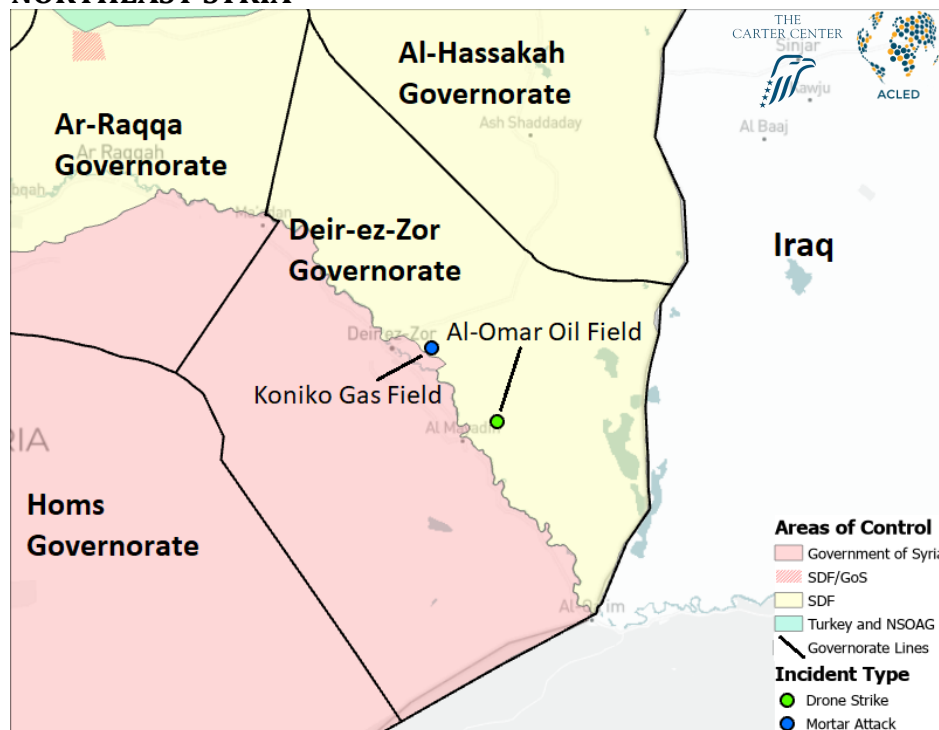 NORTHEAST SYRIA
THE
CARTER CENTER
ACLED
Sinjar
Al Baaj
Al-Hassakah
Governorate
Ash Shaddaday
Ar-Raqqa
Ar Raqqah
Governorate
Deir-ez-Zor
Governorate
Iraq
Deir ez-Zor
Al-Omar Oil Field
Koniko Gas Field
RIA
Homs
Governorate
Areas of Control
Government of Syria
SDF/GoS
SDF
Turkey and NSOAG
Governorate Lines
Incident Type
Drone Strike
Mortar Attack